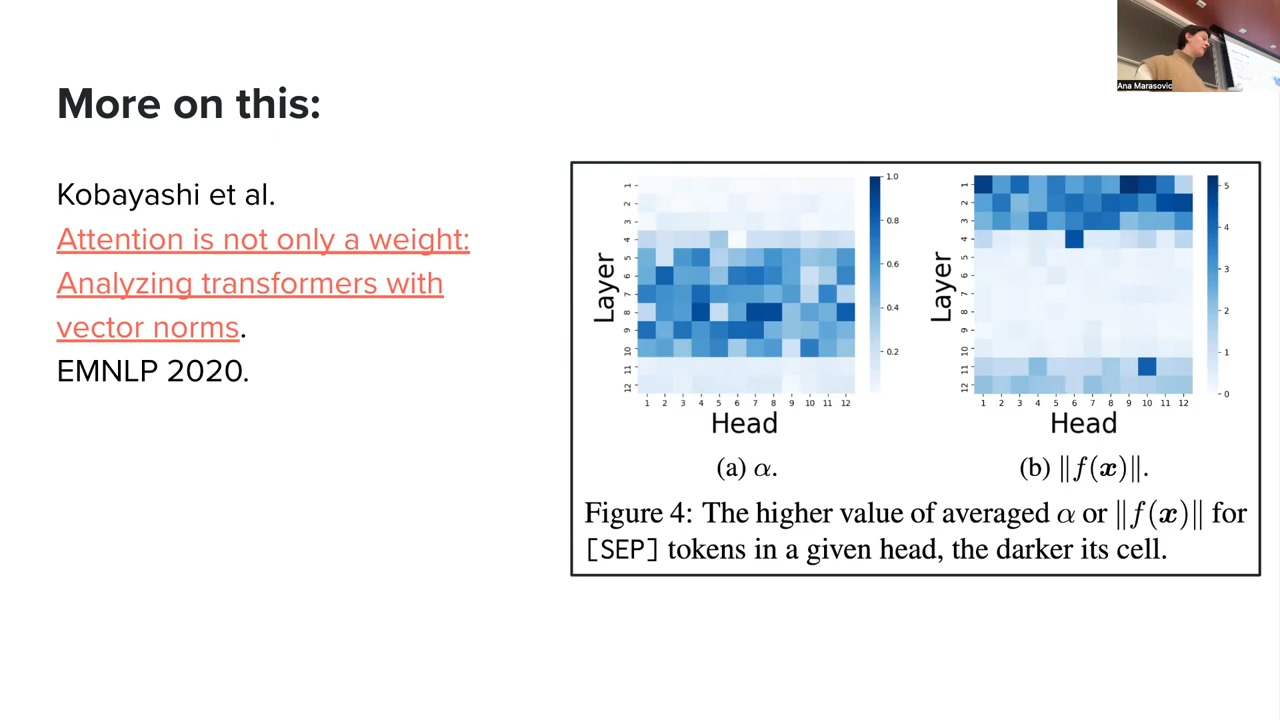 More on this:
Kobayashi et al.
Attention is not only a weight:
Analyzing transformers with
vector norms.
EMNLP 2020.
Ana Marasovic
Layer
1
2
3
4
5
6
7
8
9
10
11
12
1 2 3 4 5 6 7 8 9 10 11 12
Head
1.0
0.8
0.6
0.4
0.2
(a) α.
Layer
1
2
3
4
5
6
7
8
9
10
11
12
1 2 3 4 5 6 7 8 9 10 11 12
Head
5
4
3
2
1
0
(b) ‖f(x)‖.
Figure 4: The higher value of averaged α or ‖f(x)‖ for
[SEP] tokens in a given head, the darker its cell.